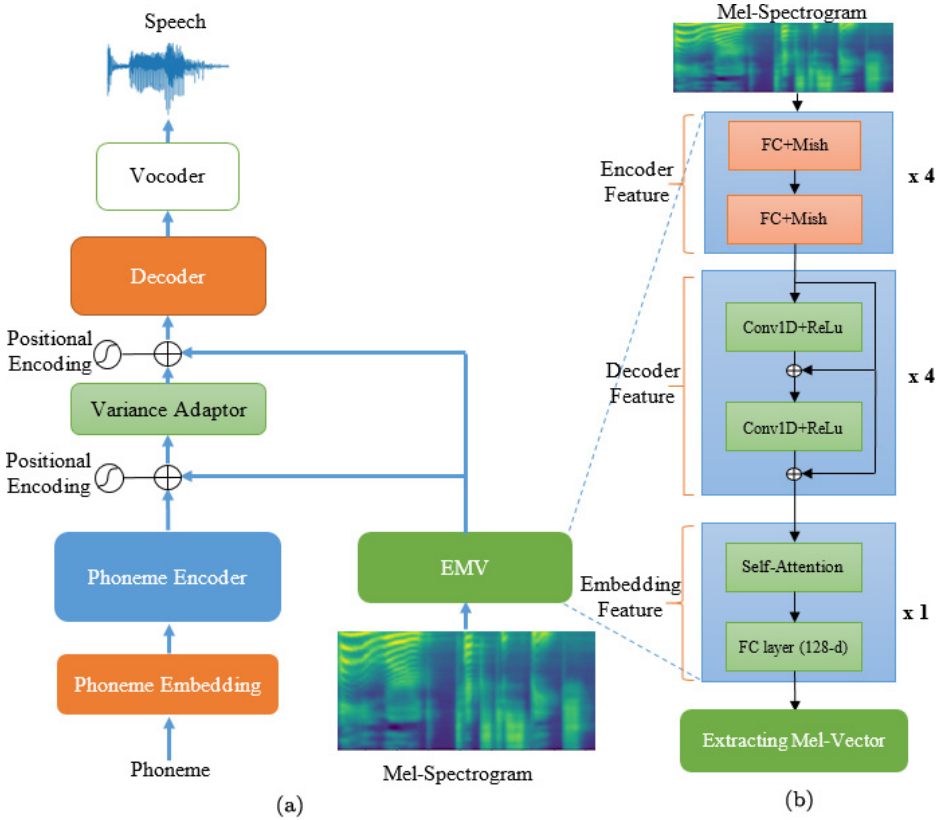 Speech
Vocoder
Decoder
Positional
Encoding
Variance Adaptor
Positional
Encoding
Phoneme Encoder
EMV
Phoneme Embedding
Phoneme
Mel-Spectrogram
(a)
Mel-Spectrogram
Encoder
Feature
FC+Mish
FC+Mish
x 4
Decoder
Feature
Conv1D+ReLu
Conv1D+ReLu
x 4
Embedding
Feature
Self-Attention
FC layer (128-d)
x 1
Extracting Mel-Vector
(b)